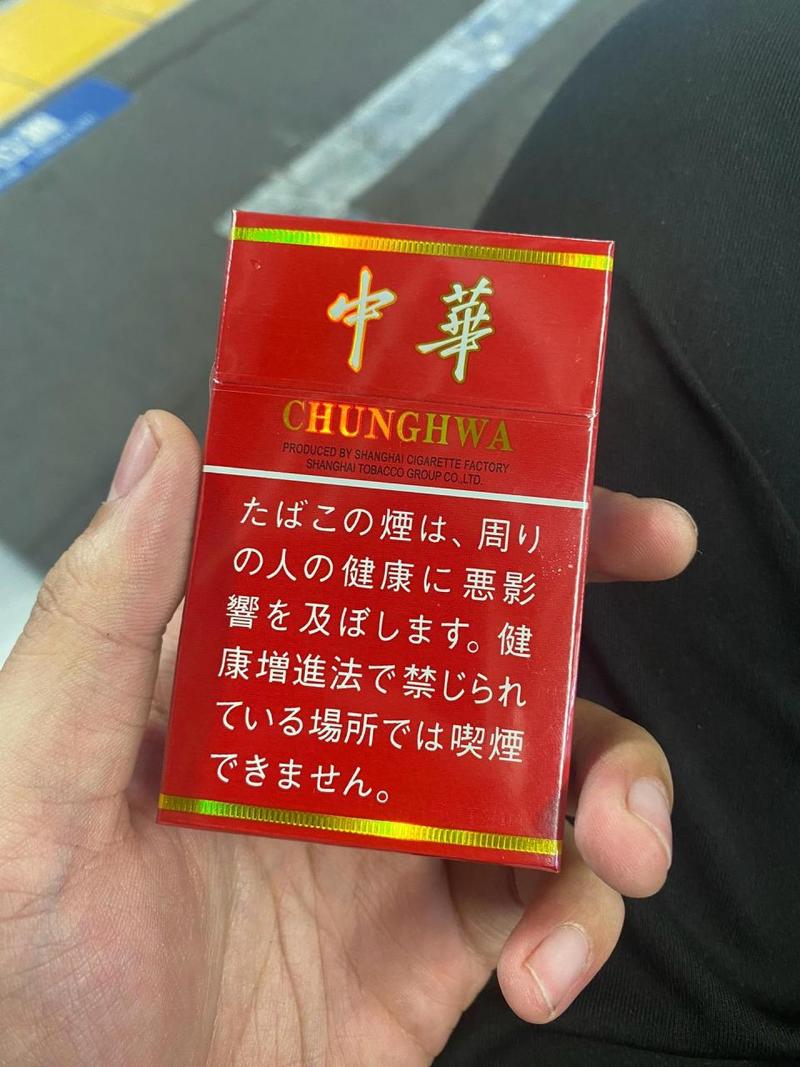 中華
CHUNGHWA
PRODUCED BY SHANGHAI CIGARETTE FACTORY
SHANGHAI TOBACCO GROUP CO.,LTD.
たばこの煙は、周り
の人の健康に悪影
響を及ぼします。健
康増進法で禁じられ
ている場所では喫煙
できません。